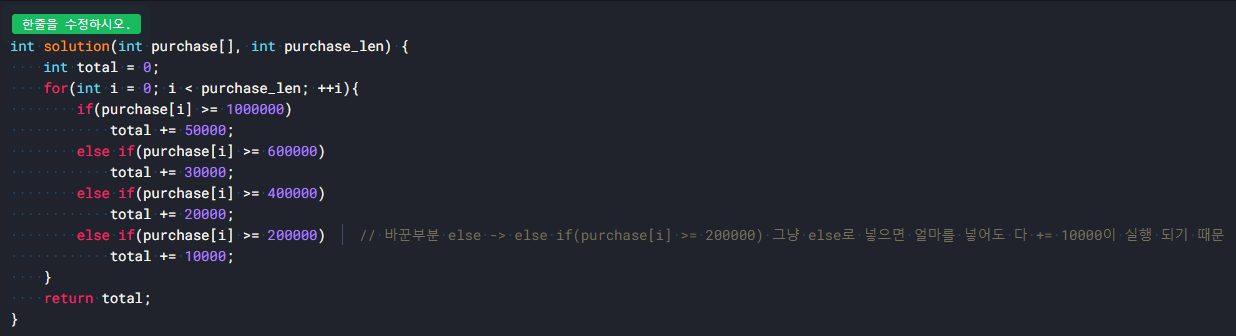 한줄을 수정하시오.
int solution(int purchase[], int purchase_len) {
    int total = 0;
    for(int i = 0; i < purchase_len; ++i){
        if(purchase[i] >= 1000000)
            total += 50000;
        else if(purchase[i] >= 600000)
            total += 30000;
        else if(purchase[i] >= 400000)
            total += 20000;
        else if(purchase[i] >= 200000)    // 바꾼부분 else -> else if(purchase[i] >= 200000) 그냥 else로 넣으면 얼마를 넣어도 다 += 10000이 실행 되기 때문
            total += 10000;
    }
    return total;
}